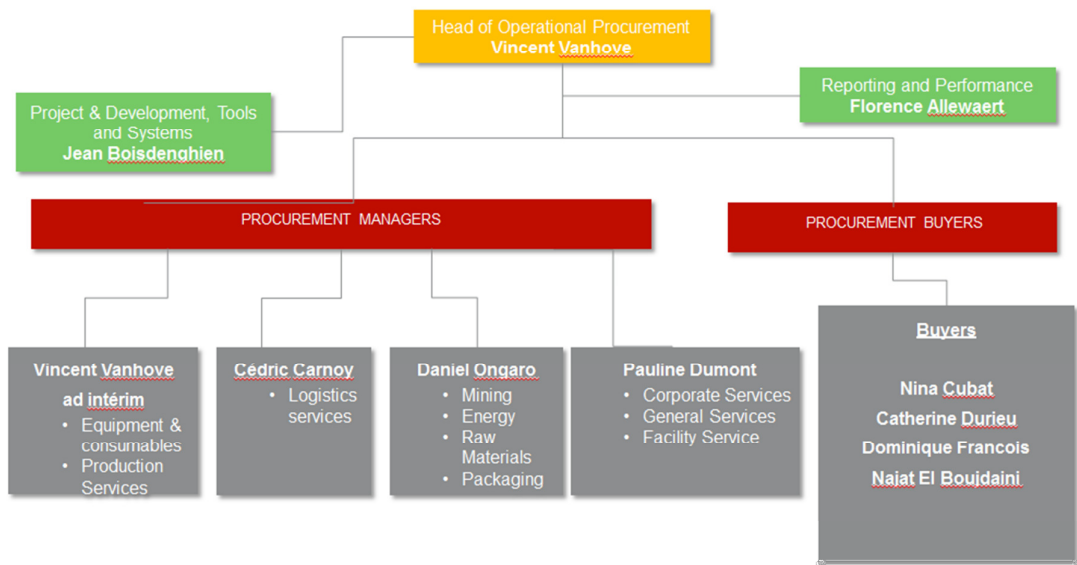 Head of Operational Procurement
Vincent Vanhove
Reporting and Performance
Florence Allewaert
Project & Development, Tools
and Systems
Jean Boisdenghien
PROCUREMENT MANAGERS
PROCUREMENT BUYERS
Vincent Vanhove
ad intérim
• Equipment &
consumables
• Production
Services
Cédric Carnoy
• Logistics
services
Daniel Ongaro
• Mining
• Energy
• Raw
Materials
• Packaging
Pauline Dumont
• Corporate Services
• General Services
• Facility Service
Buyers
Nina Cubat
Catherine Durieu
Dominique Francois
Najat El Boujdaini